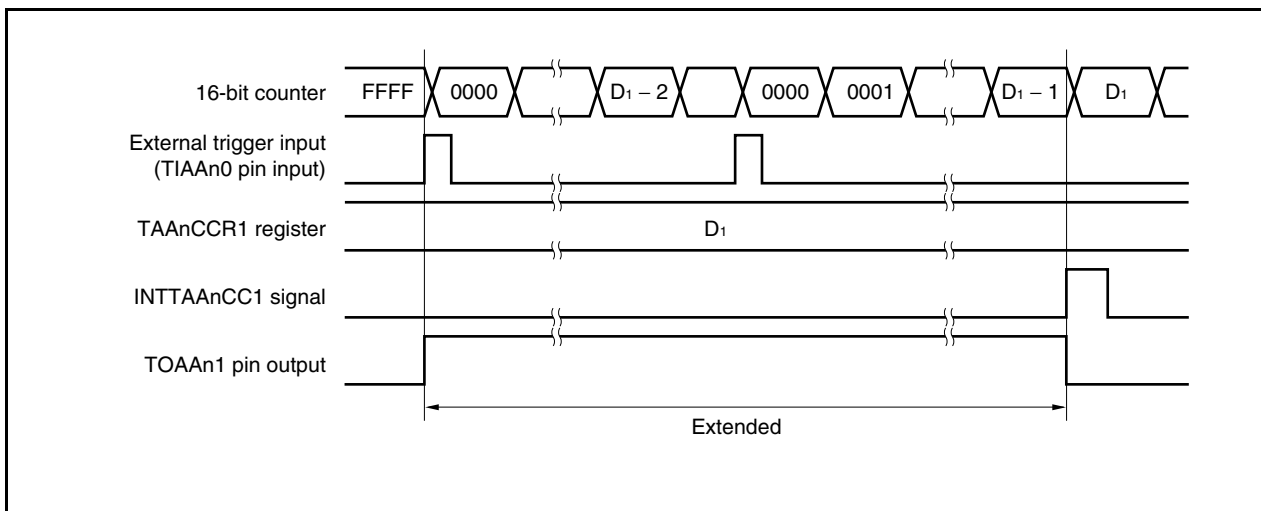 16-bit counter FFFF 0000 D₁ − 2 0000 0001 D₁ − 1 D₁
External trigger input
(TIAAn0 pin input)
TAAnCCR1 register D₁
INTTAAnCC1 signal
TOAAn1 pin output
Extended